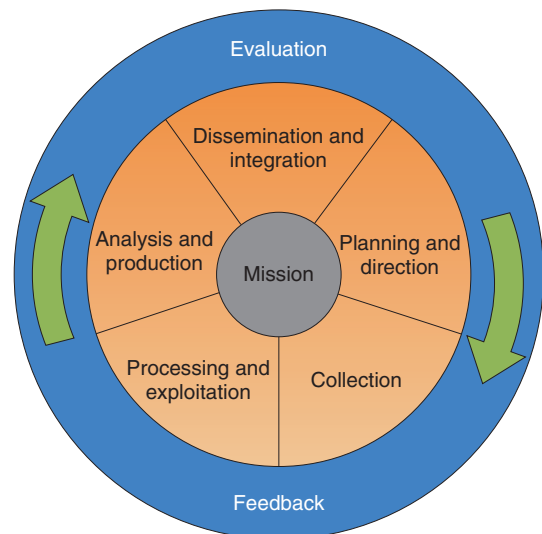 Evaluation
Dissemination and
integration
Analysis and
production
Planning and
direction
Mission
Processing and
exploitation
Collection
Feedback